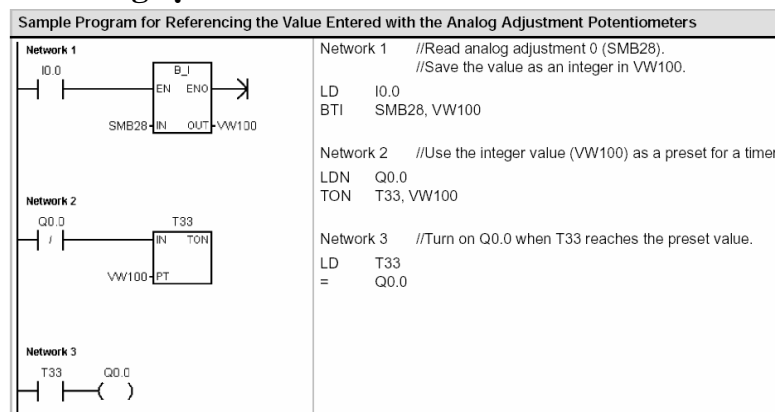 Sample Program for Referencing the Value Entered with the Analog Adjustment Potentiometers
Network 1
I0.0
B_I
EN ENO
SMB28 IN OUT VW100
Network 2
Q0.0 T33
/ IN TON
VW100 PT
Network 3
T33 Q0.0
( )
Network 1 //Read analog adjustment 0 (SMB28).
//Save the value as an integer in VW100.
LD I0.0
BTI SMB28, VW100
Network 2 //Use the integer value (VW100) as a preset for a timer
LDN Q0.0
TON T33, VW100
Network 3 //Turn on Q0.0 when T33 reaches the preset value.
LD T33
= Q0.0